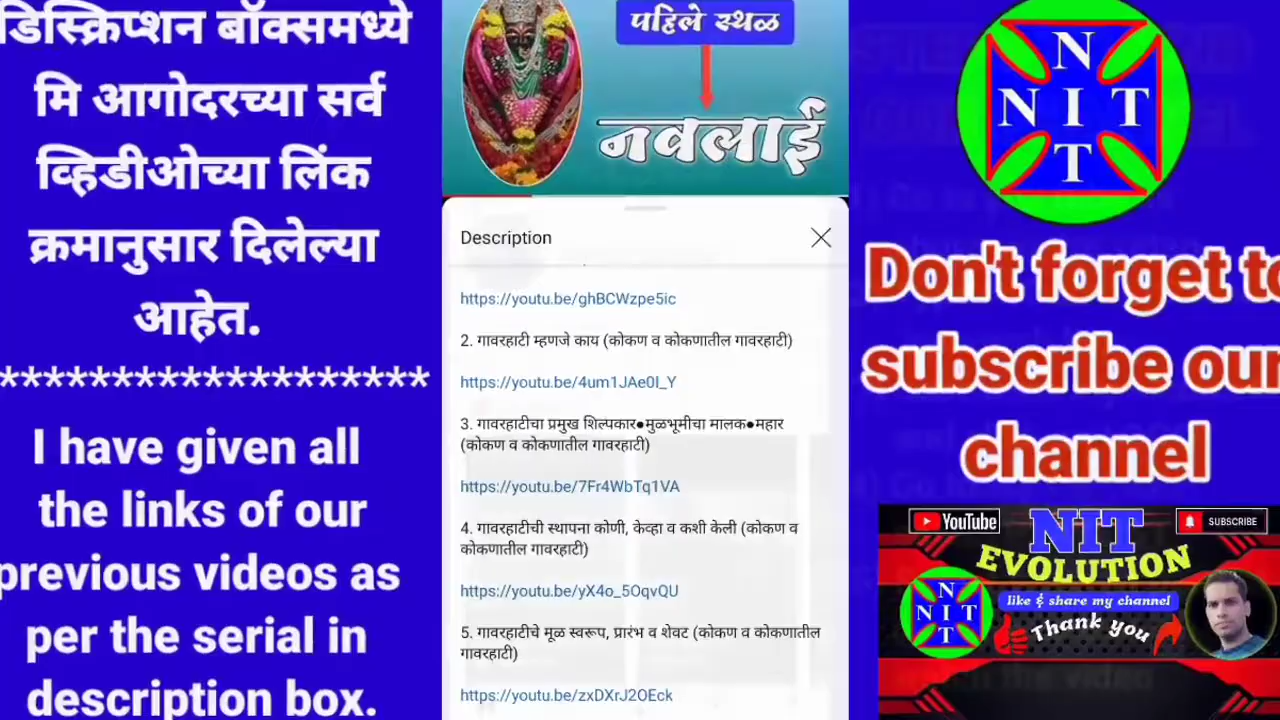 डिस्क्रिप्शन बॉक्समध्ये
मि आगोदरच्या सर्व
व्हिडीओच्या लिंक
क्रमानुसार दिलेल्या
आहेत.
*******************
I have given all
the links of our
previous videos as
per the serial in
description box.
पहिले स्थळ
नवलाई
Description
https://youtu.be/ghBCWzpe5ic
2. गावरहाटी म्हणजे काय (कोकण व कोकणातील गावरहाटी)
https://youtu.be/4um1JAe0l_Y
3. गावरहाटीचा प्रमुख शिल्पकार●मुळभूमीचा मालक●महार
(कोकण व कोकणातील गावरहाटी)
https://youtu.be/7Fr4WbTq1VA
4. गावरहाटीची स्थापना कोणी, केव्हा व कशी केली (कोकण व
कोकणातील गावरहाटी)
https://youtu.be/yX4o_5OqvQU
5. गावरहाटीचे मूळ स्वरूप, प्रारंभ व शेवट (कोकण व कोकणातील
गावरहाटी)
https://youtu.be/zxDXrJ2OEck
N
N I T
T
Don't forget to
subscribe our
channel
YouTube
NIT
SUBSCRIBE
EVOLUTION
N
N I T
T
like & share my channel
Thank you